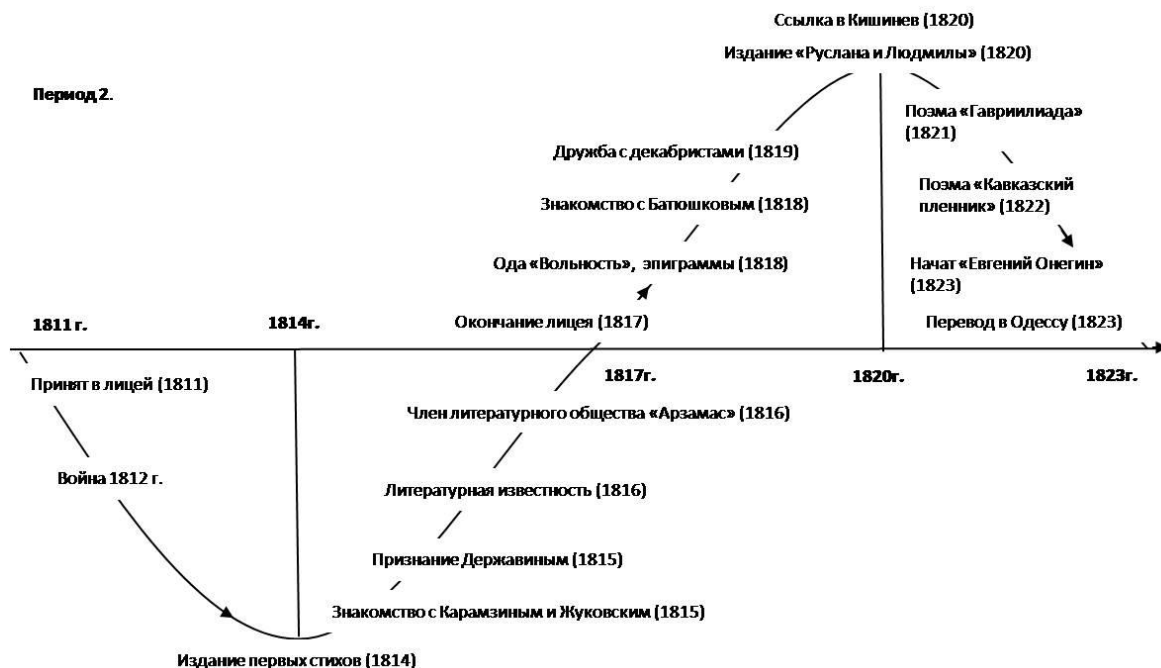 Ссылка в Кишинев (1820)
Издание «Руслана и Людмилы» (1820)
Период 2.
Поэма «Гавриилиада»
(1821)
Дружба с декабристами (1819)
Поэма «Кавказский
пленник» (1822)
Знакомство с Батюшковым (1818)
Ода «Вольность», эпиграммы (1818)
Начат «Евгений Онегин»
(1823)
1811 г.
1814г.
Окончание лицея (1817)
Перевод в Одессу (1823)
Принят в лицей (1811)
1817г.
1820г.
1823г.
Член литературного общества «Арзамас» (1816)
Война 1812 г.
Литературная известность (1816)
Признание Державиным (1815)
Знакомство с Карамзиным и Жуковским (1815)
Издание первых стихов (1814)